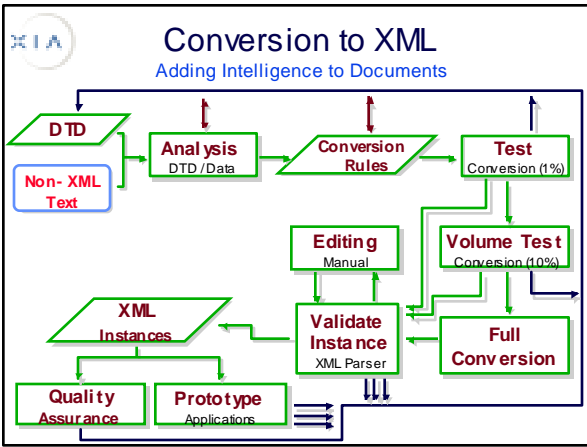 XIA
Conversion to XML
Adding Intelligence to Documents
DTD
Non- XML
Text
Analysis
DTD / Data
Conversion
Rules
Test
Conversion (1%)
Editing
Manual
Volume Test
Conversion (10%)
XML
Instances
Validate
Instance
XML Parser
Full
Conversion
Quality
Assurance
Prototype
Applications